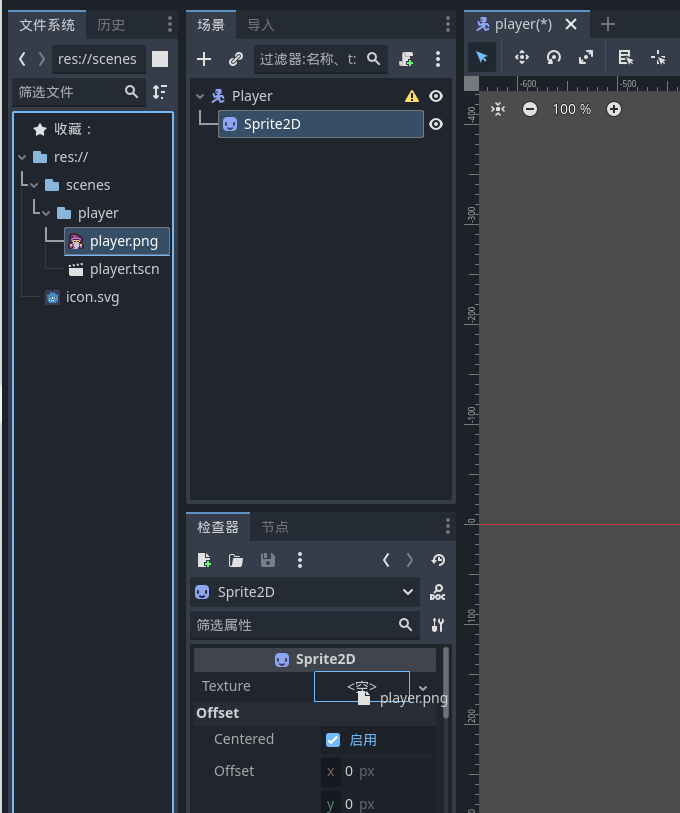 文件系统
历史
res://scenes
筛选文件
收藏：
res://
scenes
player
player.png
player.tscn
icon.svg
场景
导入
过滤器:名称、t:
Player
Sprite2D
检查器
节点
Sprite2D
DOC
筛选属性
Sprite2D
Texture
<空>
player.png
Offset
Centered
启用
Offset
x 0 px
y 0 px
player(*)
-600
-500
100 %
-400
-300
-200
-100
0
100
200